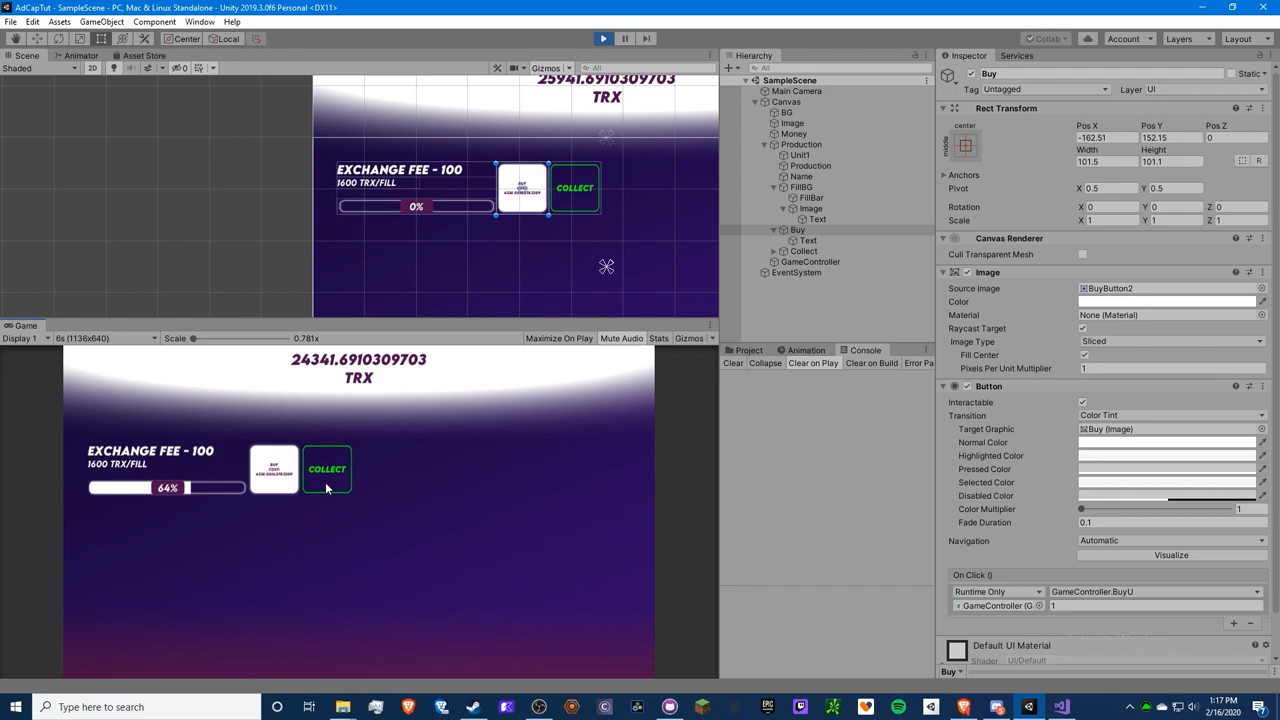 AdCapTut - SampleScene - PC, Mac & Linux Standalone - Unity 2019.3.0f6 Personal <DX11>
File Edit Assets GameObject Component Window Help
Center Local Collab Account Layers Layout
Scene Animator Asset Store
Shaded 2D 0 Gizmos All
25941.6910309703
TRX
EXCHANGE FEE - 100
1600 TRX/FILL
0%
BUY
COST:
COLLECT
Game
Display 1 6s (1136x640) Scale 0.781x Maximize On Play Mute Audio Stats Gizmos
24341.6910309703
TRX
EXCHANGE FEE - 100
1600 TRX/FILL
64%
BUY
COST:
COLLECT
Hierarchy
All
SampleScene
Main Camera
Canvas
BG
Image
Money
Production
Unit1
Production
Name
FillBG
FillBar
Image
Text
Buy
Text
Collect
GameController
EventSystem
Project Animation Console
Clear Collapse Clear on Play Clear on Build Error Pa
Inspector Services
Buy Static
Tag Untagged Layer UI
Rect Transform
center Pos X Pos Y Pos Z
middle -162.51 152.15 0
Width Height
101.5 101.1 R
Anchors
Pivot X 0.5 Y 0.5
Rotation X 0 Y 0 Z 0
Scale X 1 Y 1 Z 1
Canvas Renderer
Cull Transparent Mesh
Image
Source Image BuyButton2
Color
Material None (Material)
Raycast Target
Image Type Sliced
Fill Center
Pixels Per Unit Multiplier 1
Button
Interactable
Transition Color Tint
Target Graphic Buy (Image)
Normal Color
Highlighted Color
Pressed Color
Selected Color
Disabled Color
Color Multiplier 1
Fade Duration 0.1
Navigation Automatic
Visualize
On Click ()
Runtime Only GameController.BuyU
GameController (G 1
Default UI Material
Shader UI/Default
Buy
Type here to search
1:17 PM
2/16/2020